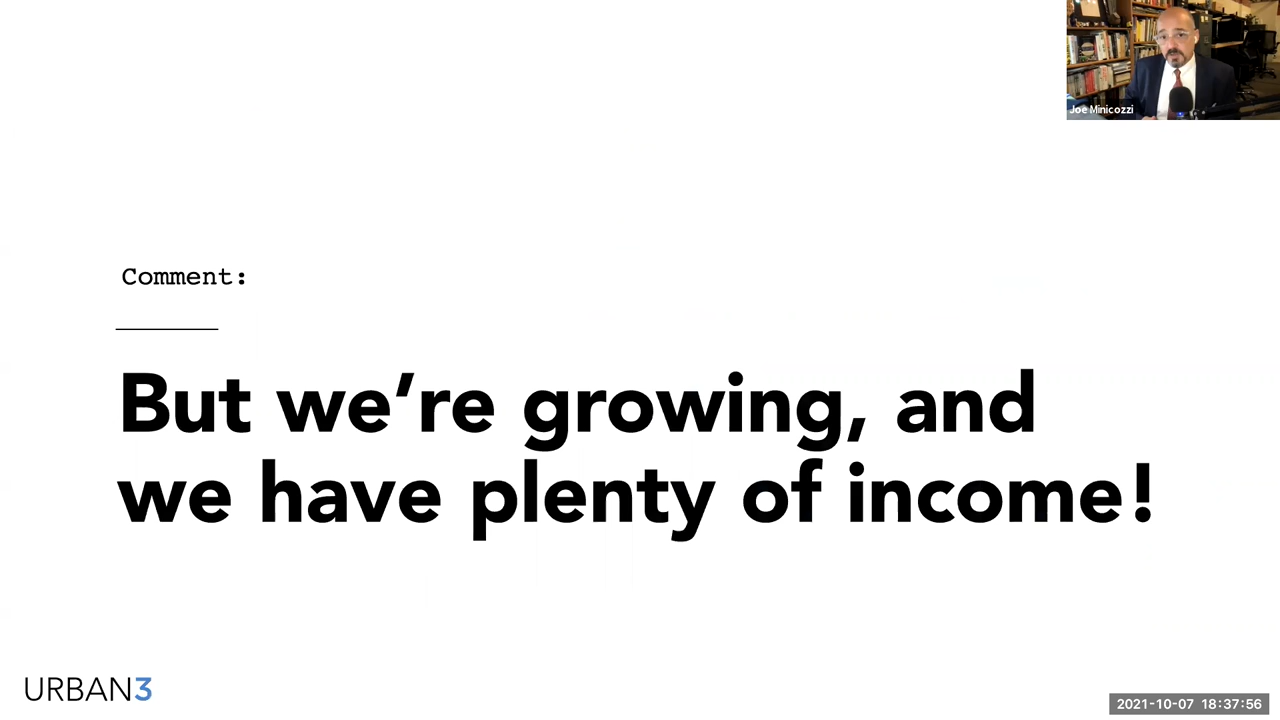 Joe Minicozzi
Comment:
But we’re growing, and
we have plenty of income!
URBAN3
2021-10-07 18:37:56